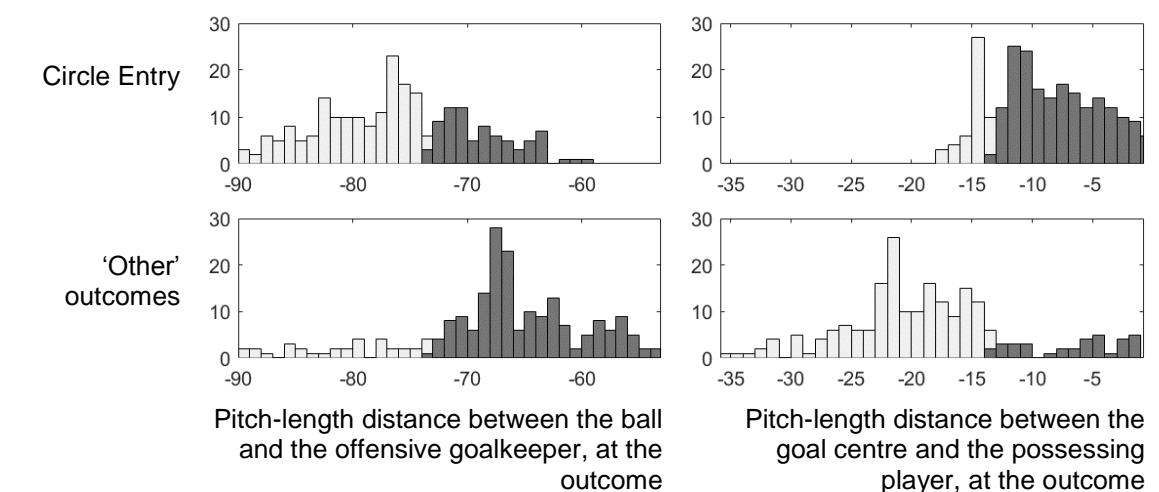 30
20
10
0
-90 -80 -70 -60
Circle Entry
30
20
10
0
-35 -30 -25 -20 -15 -10 -5
‘Other’
outcomes
30
20
10
0
-90 -80 -70 -60
30
20
10
0
-35 -30 -25 -20 -15 -10 -5
Pitch-length distance between the ball
and the offensive goalkeeper, at the
outcome
Pitch-length distance between the
goal centre and the possessing
player, at the outcome